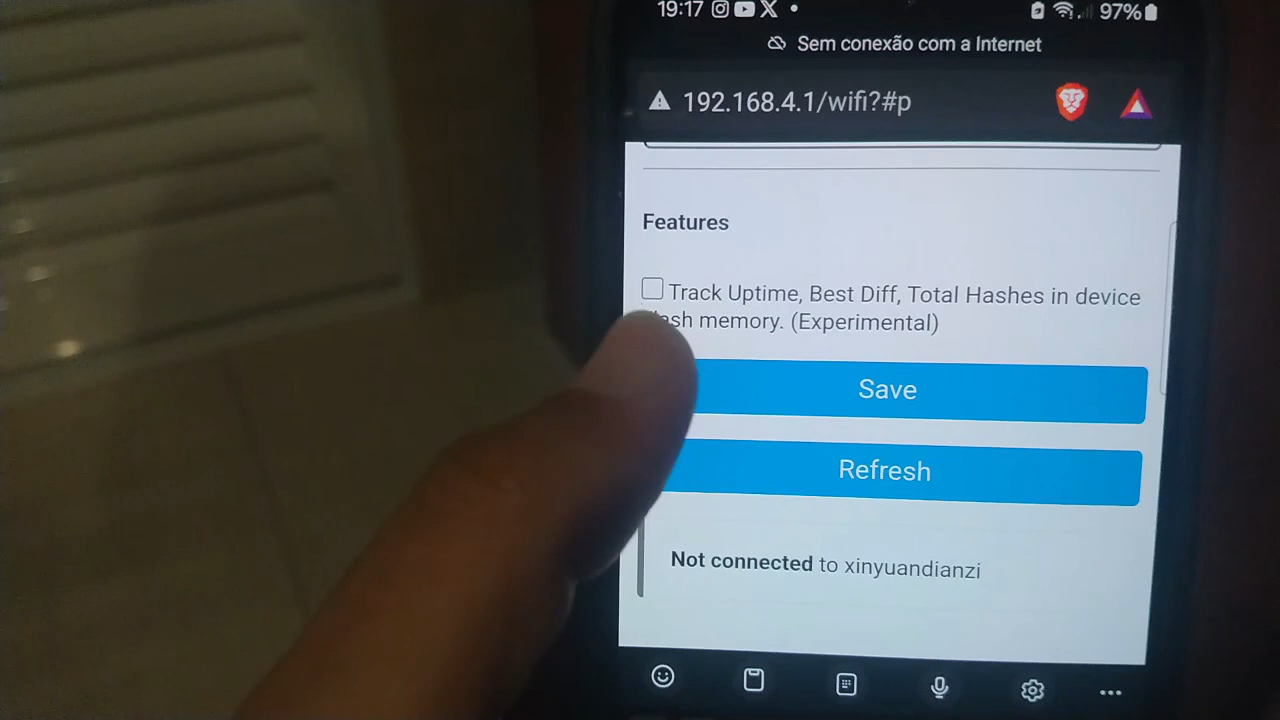 19:17 97%
Sem conexão com a Internet
192.168.4.1/wifi?#p
Features
Track Uptime, Best Diff, Total Hashes in device
memory. (Experimental)
Save
Refresh
Not connected to xinyuandianzi